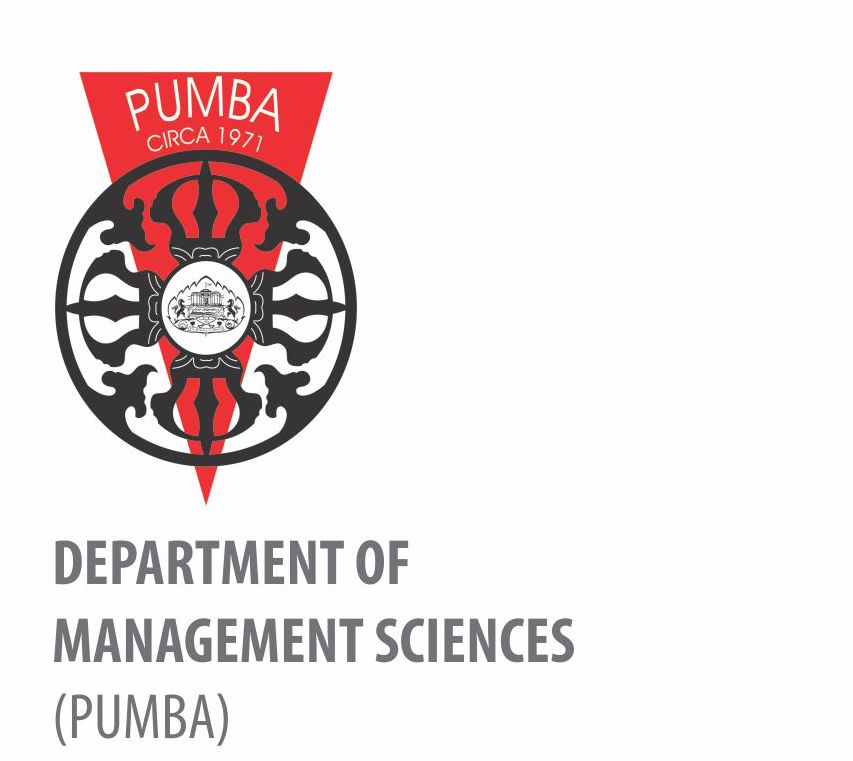 PUMBA
CIRCA 1971
DEPARTMENT OF
MANAGEMENT SCIENCES
(PUMBA)